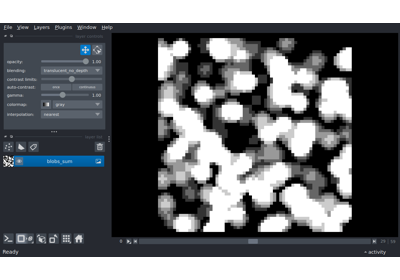 File View Layers Plugins Window Help
opacity: 1.00
blending: translucent_no_depth
contrast limits:
auto-contrast: once continuous
gamma: 1.00
colormap: gray
interpolation: nearest
blobs_sum
Ready
activity